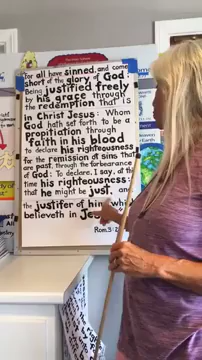 For all have sinned, and come
short of the glory of God;
Being justified freely
by his grace through
the redemption that is
in Christ Jesus: Whom
God hath set forth to be a
propitiation through
faith in his blood
to declare his righteousness
for the remission of sins that
are past, through the forbearance
of God; To declare, I say, at
time his righteousness:
that he might be just, and
the justifer of him whi
believeth in Je
Rom.3:2